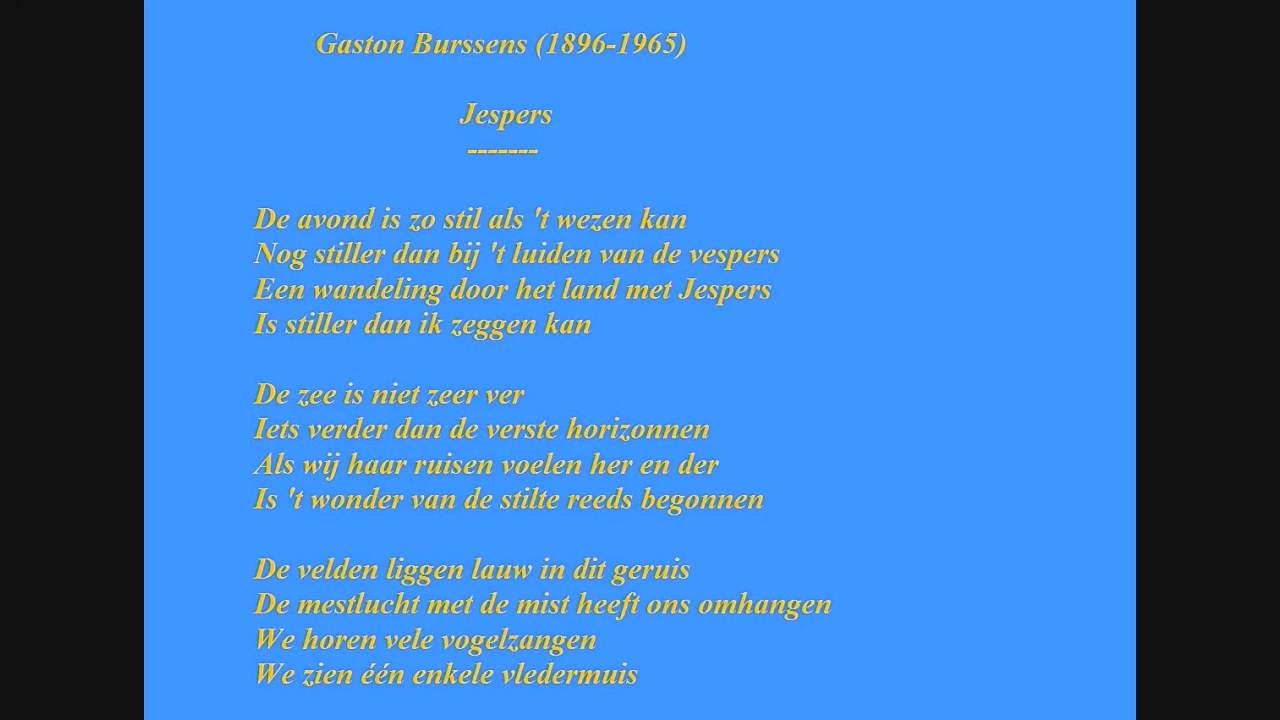 Gaston Burssens (1896-1965)
Jespers
-------
De avond is zo stil als 't wezen kan
Nog stiller dan bij 't luiden van de vespers
Een wandeling door het land met Jespers
Is stiller dan ik zeggen kan
De zee is niet zeer ver
Iets verder dan de verste horizonnen
Als wij haar ruisen voelen her en der
Is 't wonder van de stilte reeds begonnen
De velden liggen lauw in dit geruis
De mestlucht met de mist heeft ons omhangen
We horen vele vogelzangen
We zien één enkele vledermuis